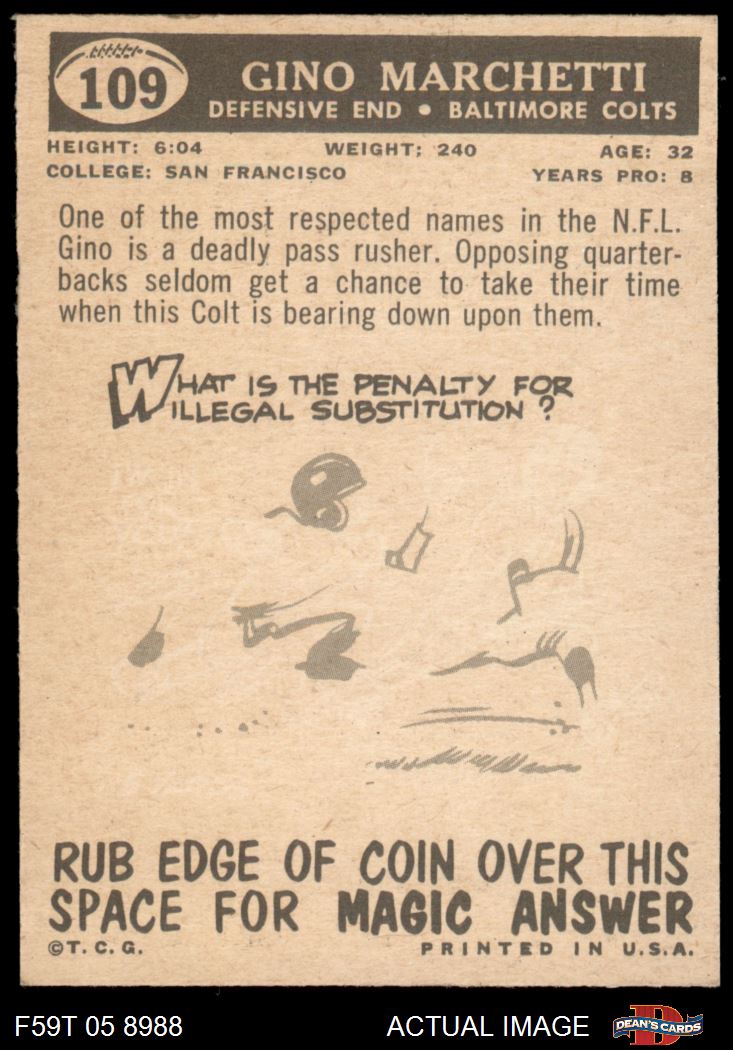 109
GINO MARCHETTI
DEFENSIVE END • BALTIMORE COLTS
HEIGHT: 6:04 WEIGHT: 240 AGE: 32
COLLEGE: SAN FRANCISCO YEARS PRO: 8
One of the most respected names in the N.F.L.
Gino is a deadly pass rusher. Opposing quarter-
backs seldom get a chance to take their time
when this Colt is bearing down upon them.
WHAT IS THE PENALTY FOR
ILLEGAL SUBSTITUTION?
RUB EDGE OF COIN OVER THIS
SPACE FOR MAGIC ANSWER
©T.C.G. PRINTED IN U.S.A.
F59T 05 8988 ACTUAL IMAGE
D
DEAN'S CARDS